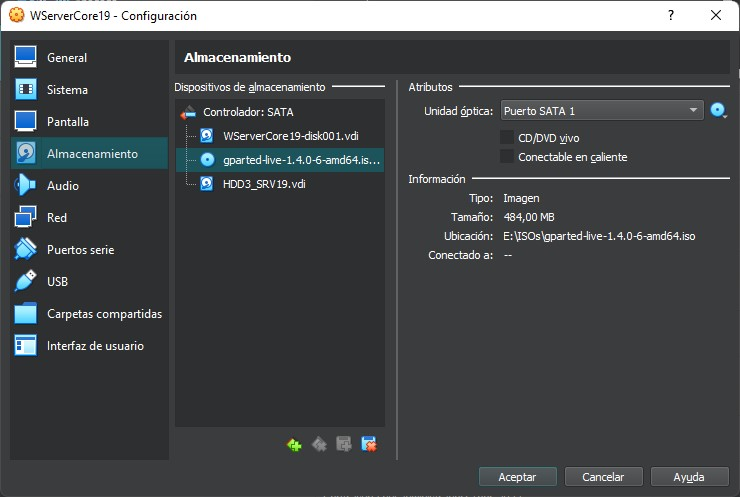 WServerCore19 - Configuración
?
General
Sistema
Pantalla
Almacenamiento
Audio
Red
Puertos serie
USB
Carpetas compartidas
Interfaz de usuario
Almacenamiento
Dispositivos de almacenamiento
Controlador: SATA
WServerCore19-disk001.vdi
gparted-live-1.4.0-6-amd64.is...
HDD3_SRV19.vdi
Atributos
Unidad óptica: Puerto SATA 1
CD/DVD vivo
Conectable en caliente
Información
Tipo: Imagen
Tamaño: 484,00 MB
Ubicación: E:\ISOs\gparted-live-1.4.0-6-amd64.iso
Conectado a: --
Aceptar
Cancelar
Ayuda